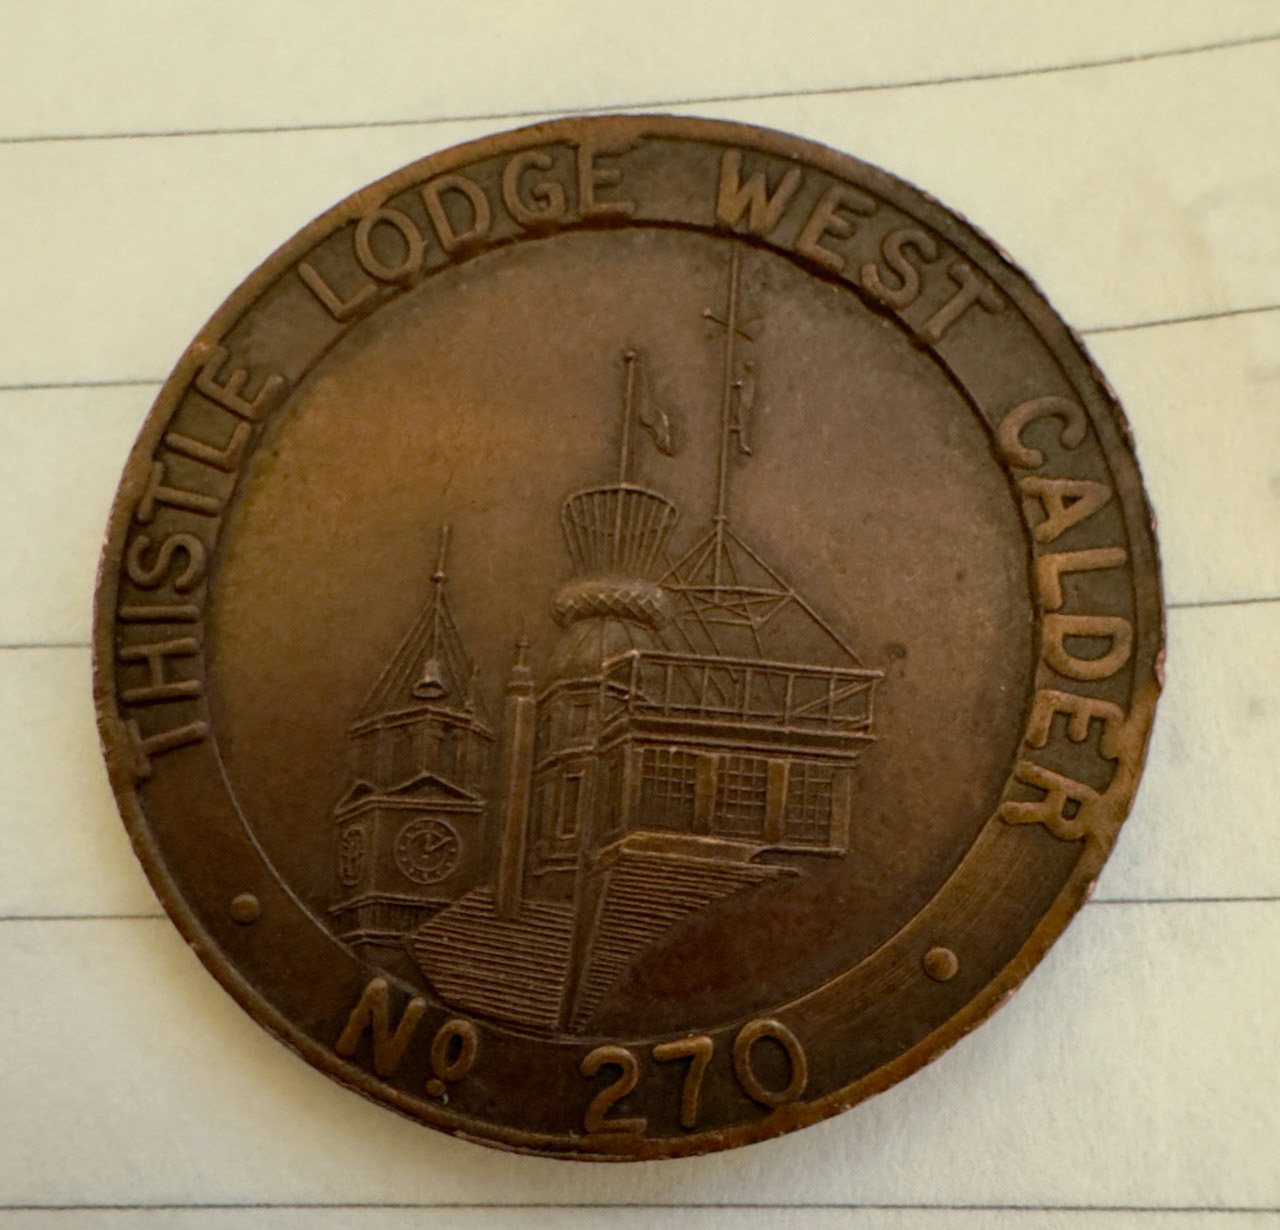 THISTLE LODGE WEST CALDER
No 270